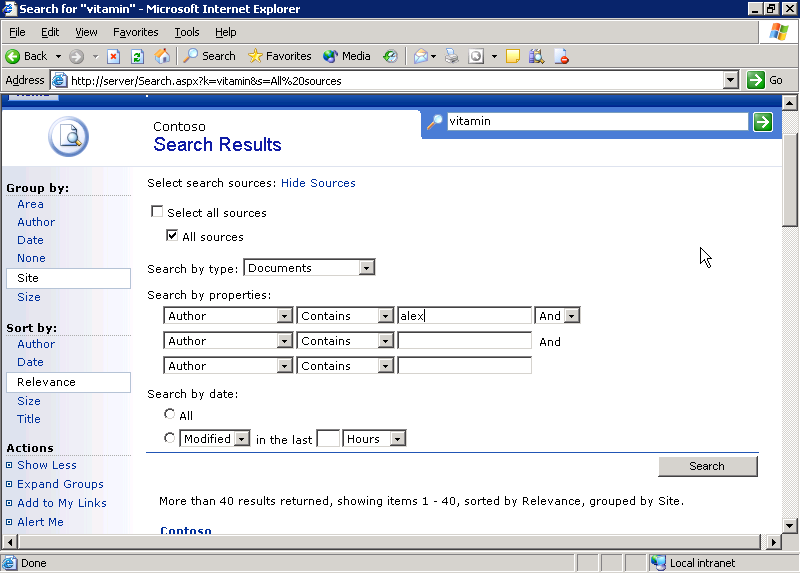 Search for "vitamin" - Microsoft Internet Explorer
File Edit View Favorites Tools Help
Back Search Favorites Media
Address http://server/Search.aspx?k=vitamin&s=All%20sources Go
Contoso
Search Results
vitamin
Group by:
Area
Author
Date
None
Site
Size
Sort by:
Author
Date
Relevance
Size
Title
Actions
Show Less
Expand Groups
Add to My Links
Alert Me
Select search sources: Hide Sources
Select all sources
All sources
Search by type: Documents
Search by properties:
Author Contains alex And
Author Contains And
Author Contains
Search by date:
All
Modified in the last Hours
Search
More than 40 results returned, showing items 1 - 40, sorted by Relevance, grouped by Site.
Contoso
Done Local intranet